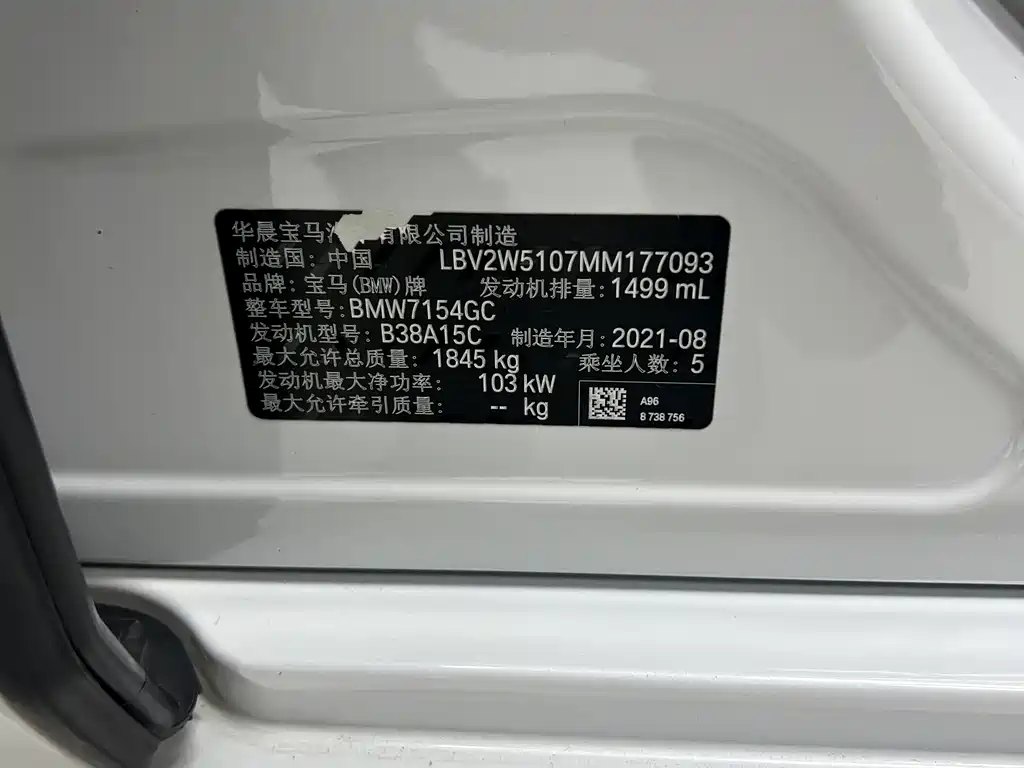 华晨宝马汽 有限公司制造
制造国: 中国 LBV2W5107MM177093
品牌: 宝马(BMW)牌 发动机排量: 1499 mL
整车型号: BMW7154GC
发动机型号: B38A15C 制造年月: 2021-08
最大允许总质量: 1845 kg 乘坐人数: 5
发动机最大净功率: 103 kW
最大允许牵引质量: -- kg
A96
8 738 756